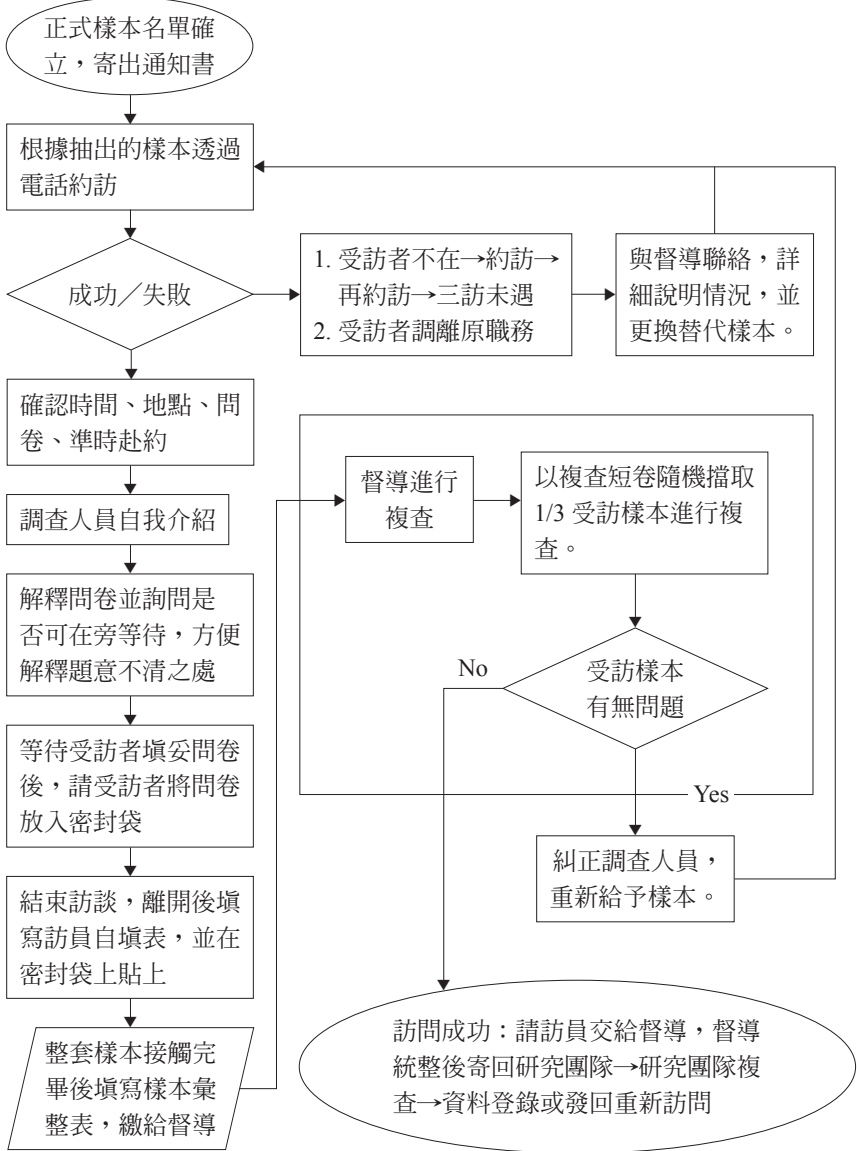 正式樣本名單確
立，寄出通知書
根據抽出的樣本透過
電話約訪
成功／失敗
1. 受訪者不在→約訪→
再約訪→三訪未遇
2. 受訪者調離原職務
與督導聯絡，詳
細說明情況，並
更換替代樣本。
確認時間、地點、問
卷、準時赴約
調查人員自我介紹
解釋問卷並詢問是
否可在旁等待，方便
解釋題意不清之處
等待受訪者填妥問卷
後，請受訪者將問卷
放入密封袋
結束訪談，離開後填
寫訪員自填表，並在
密封袋上貼上
整套樣本接觸完
畢後填寫樣本彙
整表，繳給督導
督導進行
複查
以複查短卷隨機擋取
1/3 受訪樣本進行複
查。
受訪樣本
有無問題
No
Yes
糾正調查人員，
重新給予樣本。
訪問成功：請訪員交給督導，督導
統整後寄回研究團隊→研究團隊複
查→資料登錄或發回重新訪問